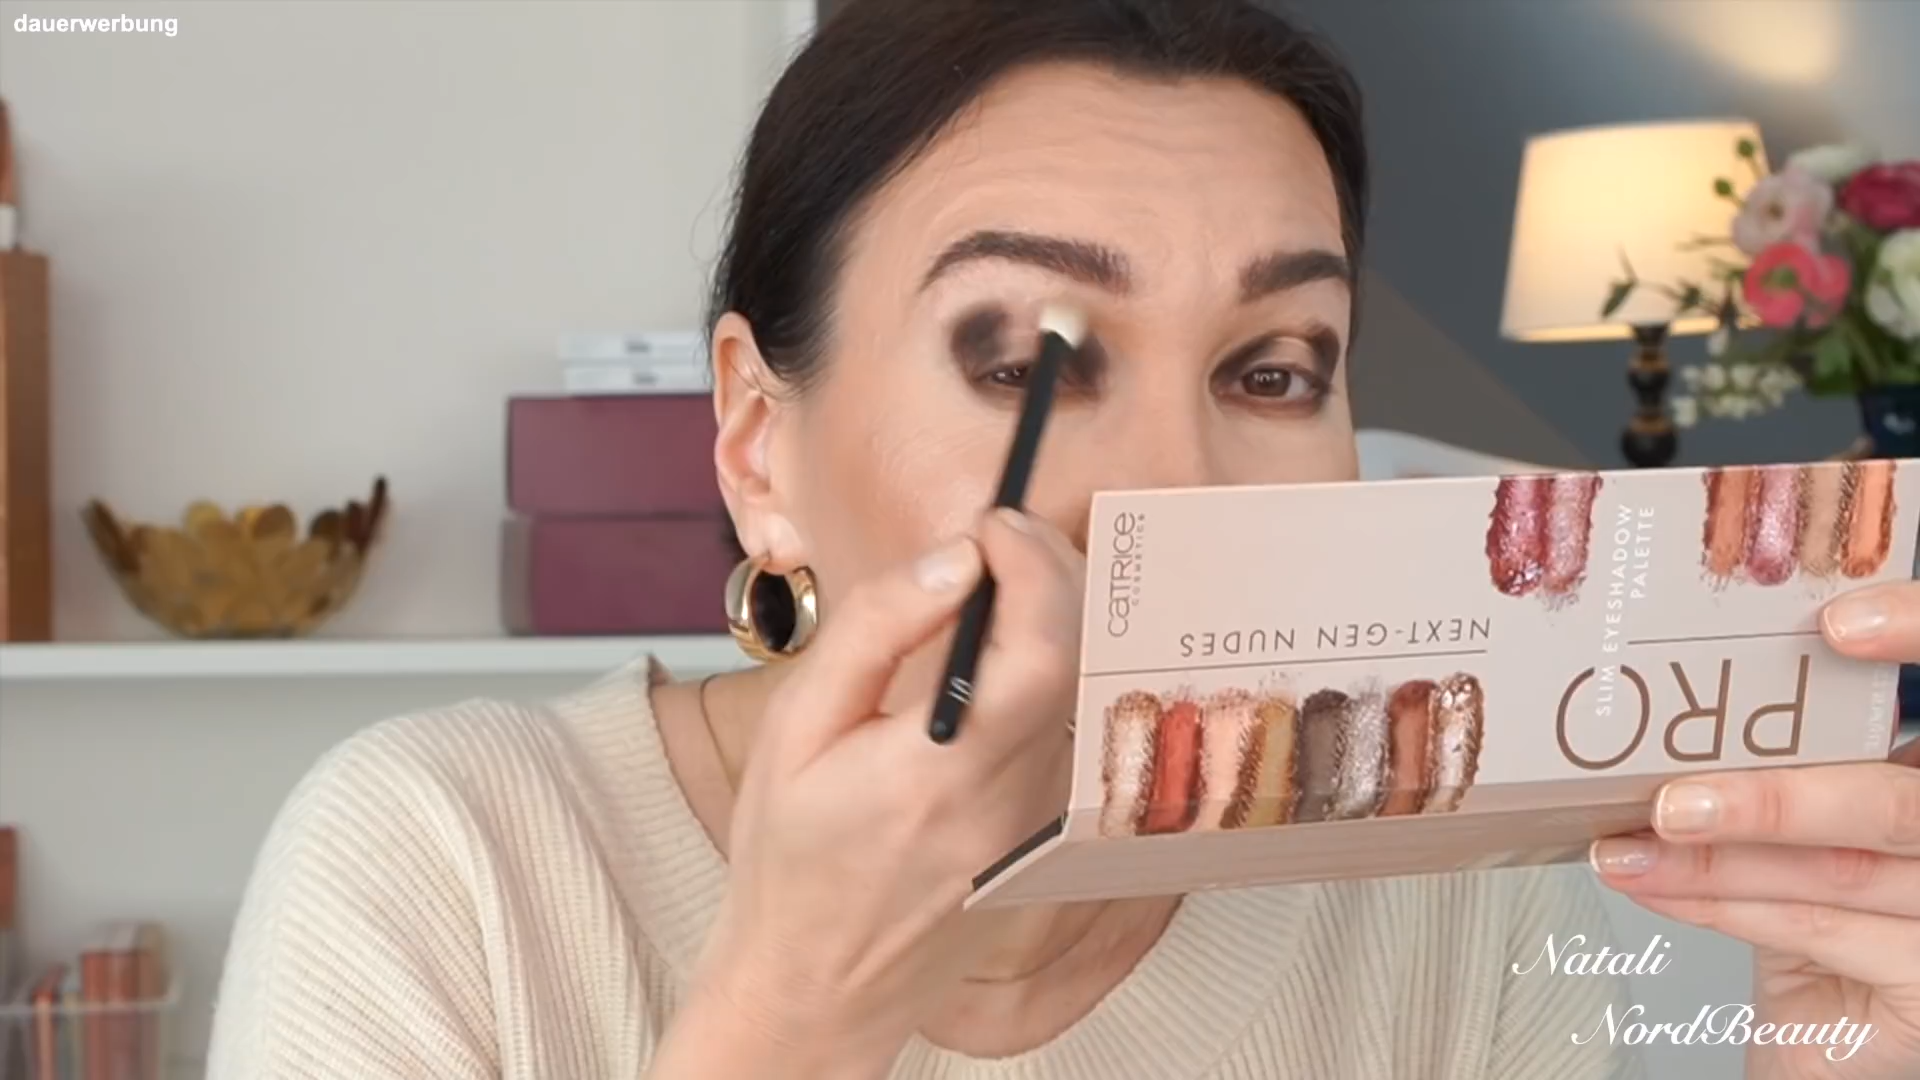 dauerwerbung
CATRICE
COSMETICS
NEXT-GEN NUDES
SLIM EYESHADOW
PALETTE
PRO
Natali
NordBeauty